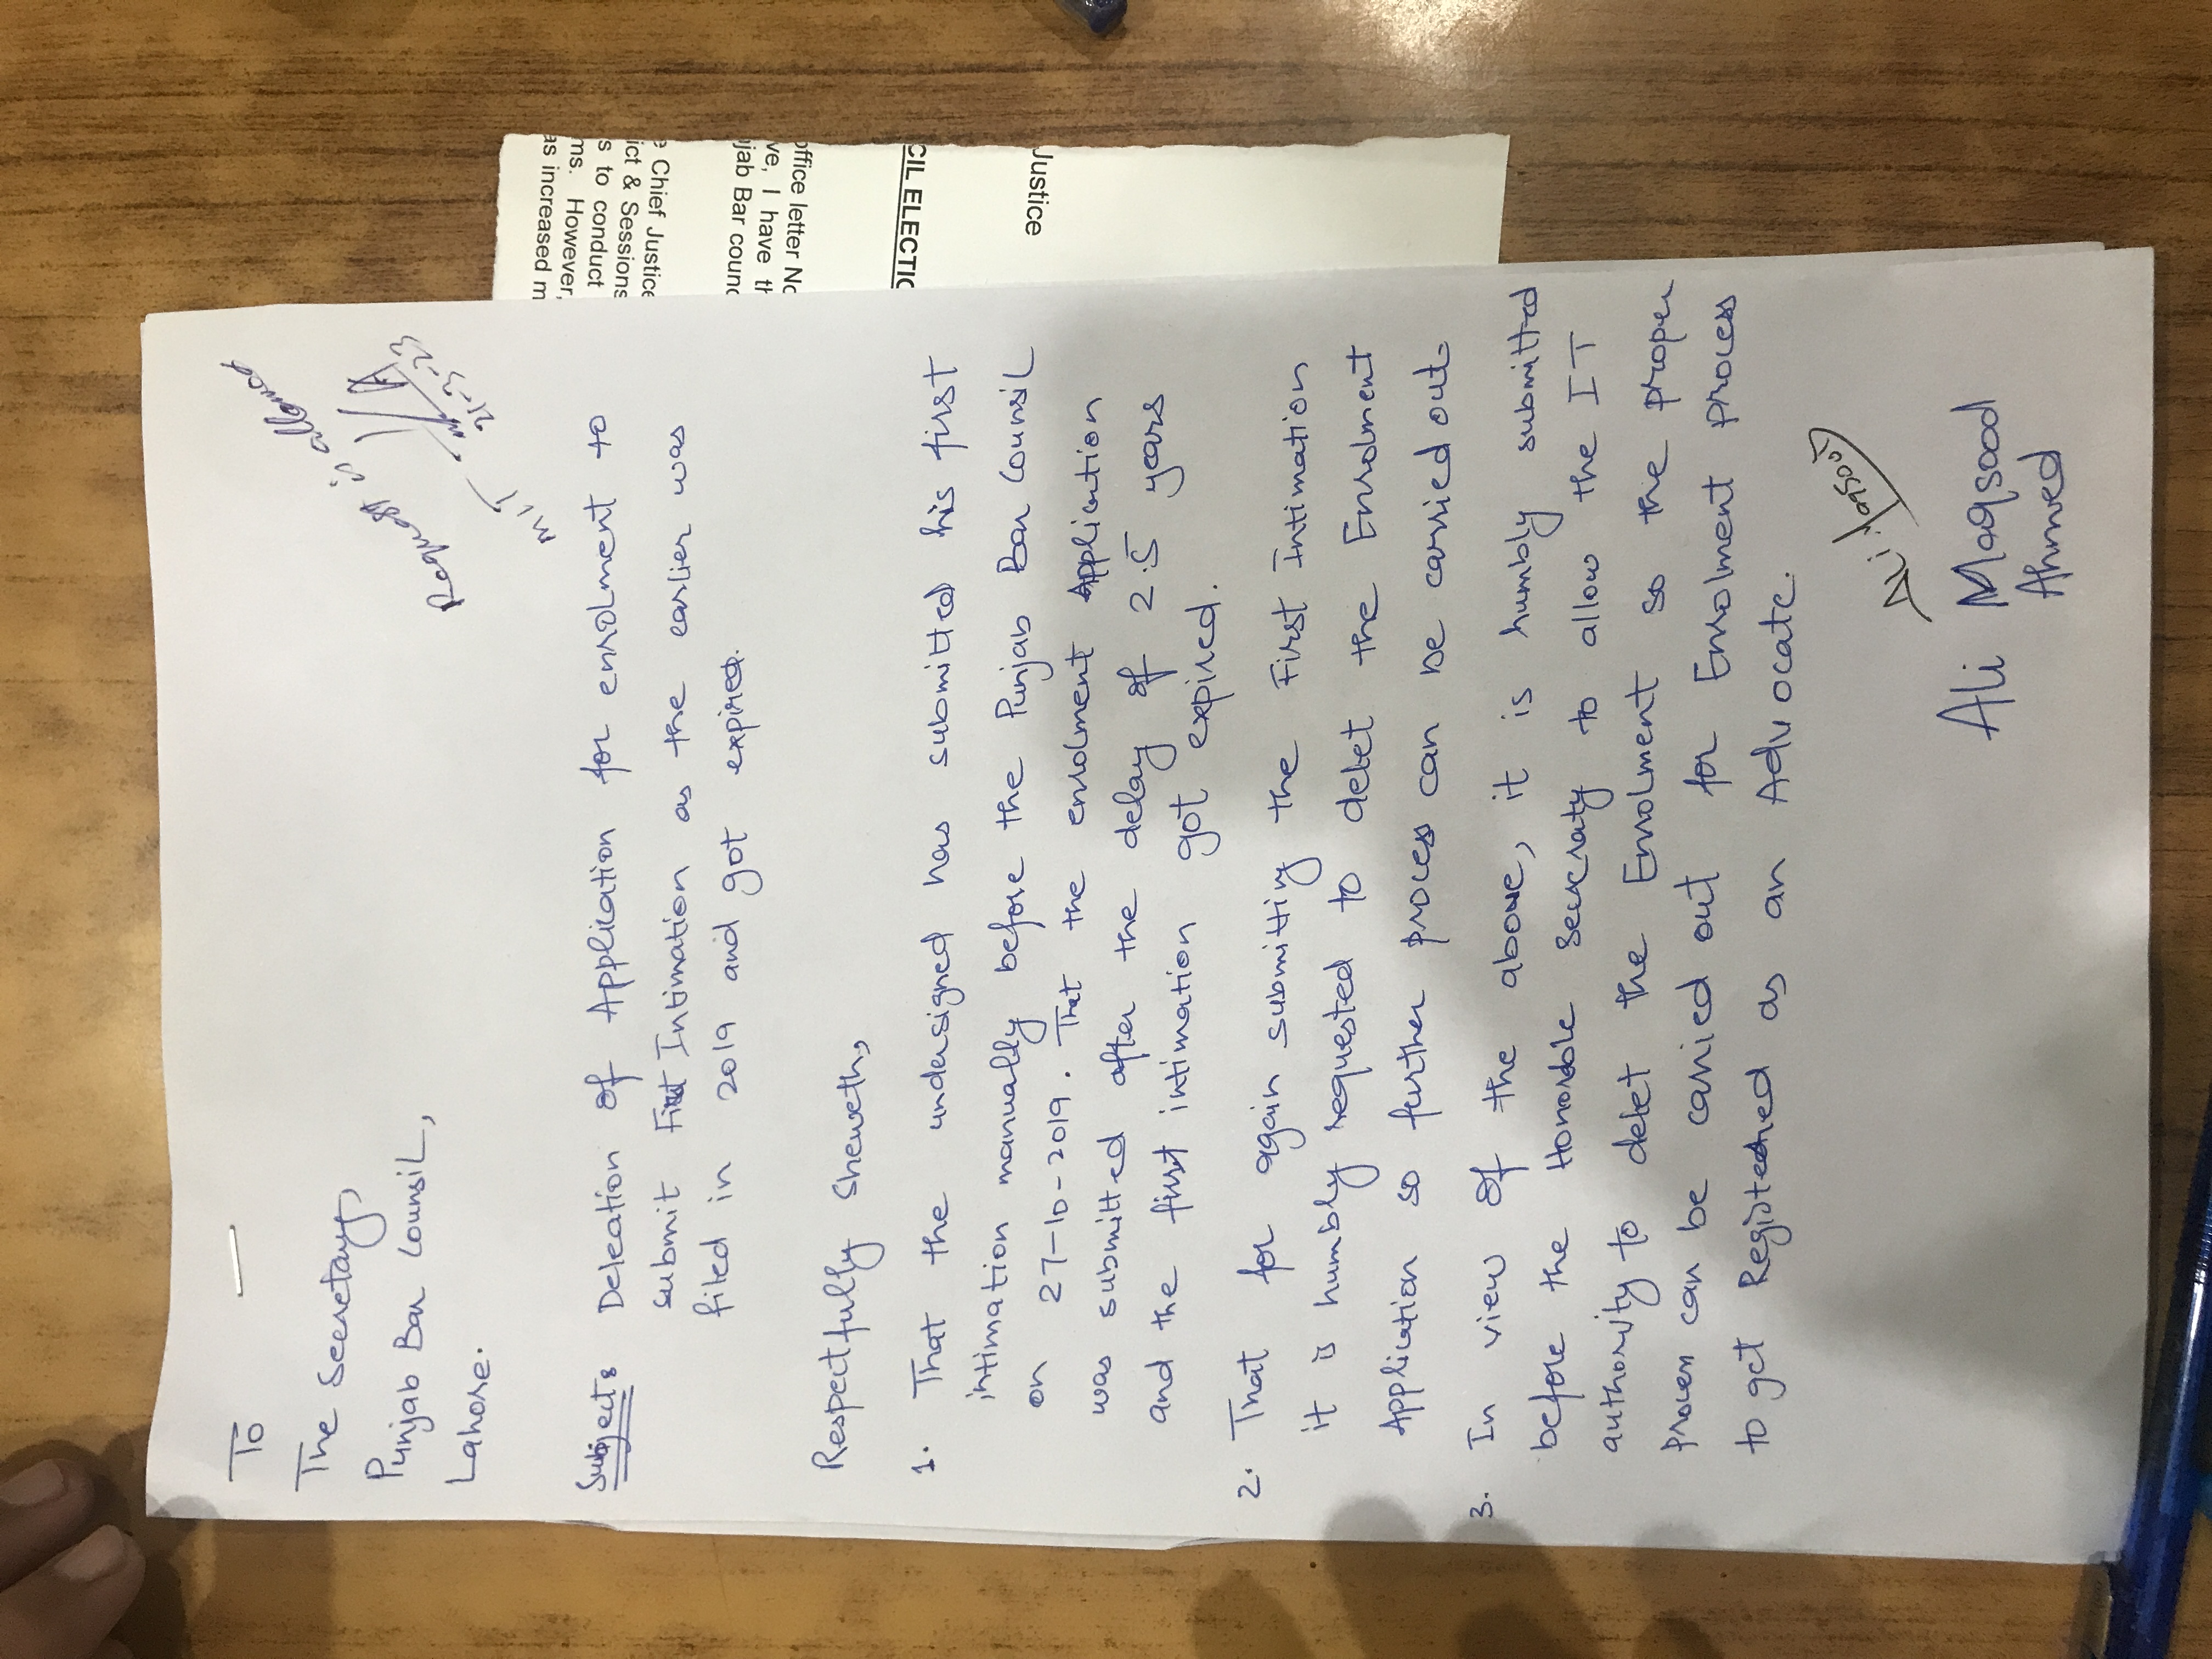 To
The Secretary,
Punjab Bar Counsil,
Lahore.
Request is allowed
MIT
21-3-23
Subject: Deleation of Application for enrolment to
submit First Intimation as the earlier was
filed in 2019 and got expired.
Respectfully Sheweth,
1. That the undersigned has submitted his first
intimation manually before the Punjab Bar Counsil
on 27-10-2019. That the enrolment Application
was submitted after the delay of 2.5 years
and the first intimation got expired.
2. That for again submitting the First Intimation
it is humbly requested to delet the Enrolment
Application so further process can be carried out
3. In view of the above, it is humbly submitted
before the Honorable Seucraty to allow the IT
authority to delet the Enrolment so the proper
process can be carried out for Enrolment process
to get Registered as an Advocate.
Ali Maqsood
Ali Maqsood
Ahmed
Justice
CIL ELECTIO
office letter No
ve, I have th
jab Bar counc
e Chief Justice
ict & Sessions
s to conduct
ms. However,
as increased m